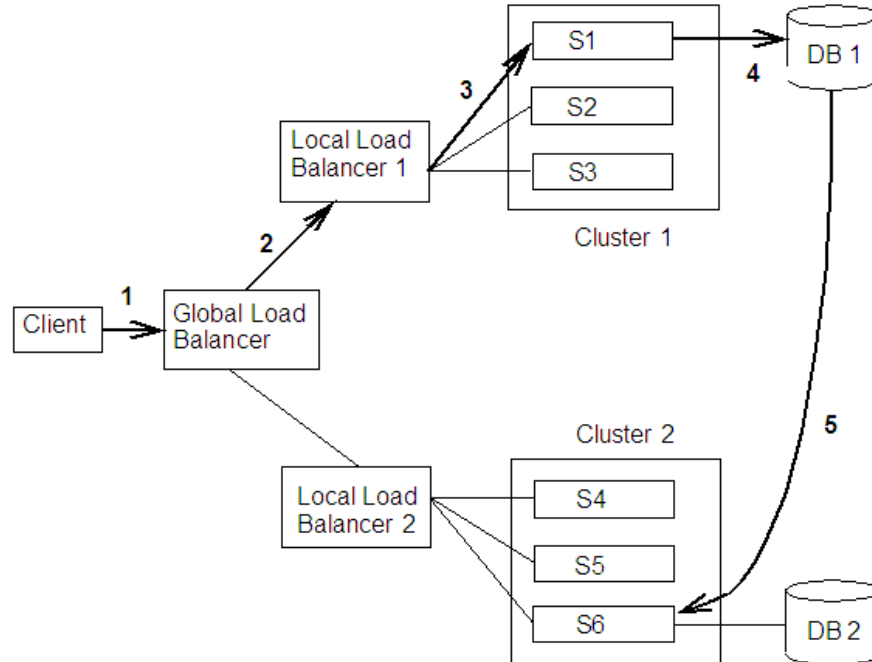 S1
DB 1
4
3
S2
Local Load
Balancer 1
S3
2
Cluster 1
1
Client
Global Load
Balancer
5
Cluster 2
Local Load
Balancer 2
S4
S5
S6
DB 2